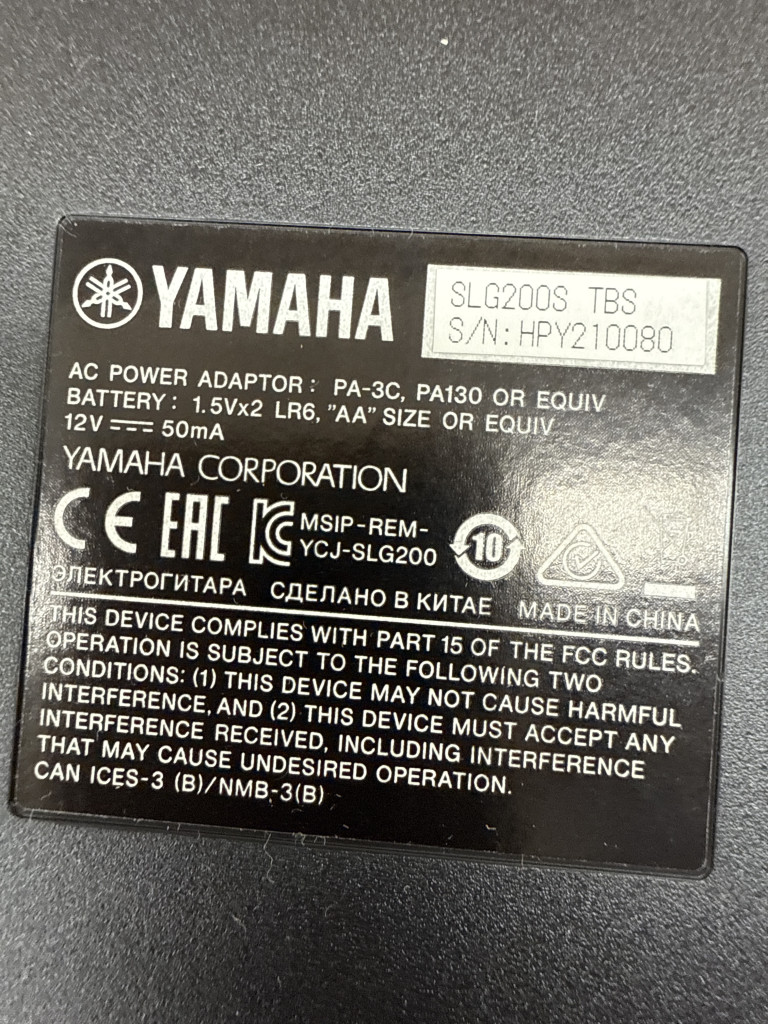 YAMAHA
SLG200S TBS
S/N: HPY210080
AC POWER ADAPTOR: PA-3C, PA130 OR EQUIV
BATTERY: 1.5Vx2 LR6, "AA" SIZE OR EQUIV
12V 50mA
YAMAHA CORPORATION
CE EAC KC MSIP-REM-
YCJ-SLG200
10
ЭЛЕКТРОГИТАРА СДЕЛАНО В КИТАЕ MADE IN CHINA
THIS DEVICE COMPLIES WITH PART 15 OF THE FCC RULES.
OPERATION IS SUBJECT TO THE FOLLOWING TWO
CONDITIONS: (1) THIS DEVICE MAY NOT CAUSE HARMFUL
INTERFERENCE, AND (2) THIS DEVICE MUST ACCEPT ANY
INTERFERENCE RECEIVED, INCLUDING INTERFERENCE
THAT MAY CAUSE UNDESIRED OPERATION.
CAN ICES-3 (B)/NMB-3(B)